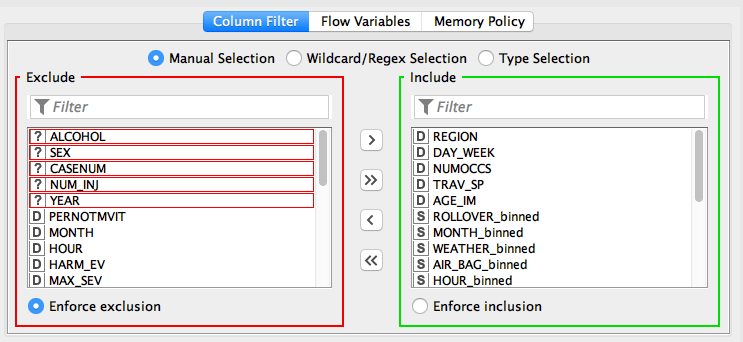 Column Filter Flow Variables Memory Policy
Manual Selection Wildcard/Regex Selection Type Selection
Exclude
Filter
? ALCOHOL
? SEX
? CASENUM
? NUM_INJ
? YEAR
D PERNOTMVIT
D MONTH
D HOUR
D HARM_EV
D MAX_SEV
Enforce exclusion
>
>>
<
<<
Include
Filter
D REGION
D DAY_WEEK
D NUMOCCS
D TRAV_SP
D AGE_IM
S ROLLOVER_binned
S MONTH_binned
S WEATHER_binned
S AIR_BAG_binned
S HOUR_binned
Enforce inclusion